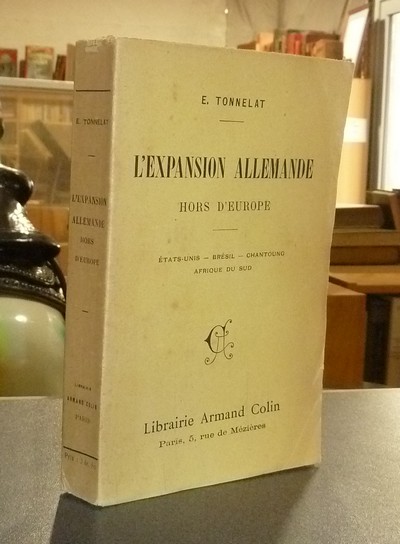 E. TONNELAT
L'EXPANSION
ALLEMANDE
HORS
D'EUROPE
LIBRAIRIE
ARMAND COLIN
PARIS
E. TONNELAT
L'EXPANSION ALLEMANDE
HORS D'EUROPE
ÉTATS-UNIS — BRÉSIL — CHANTOUNG
AFRIQUE DU SUD
Librairie Armand Colin
Paris, 5, rue de Mézières